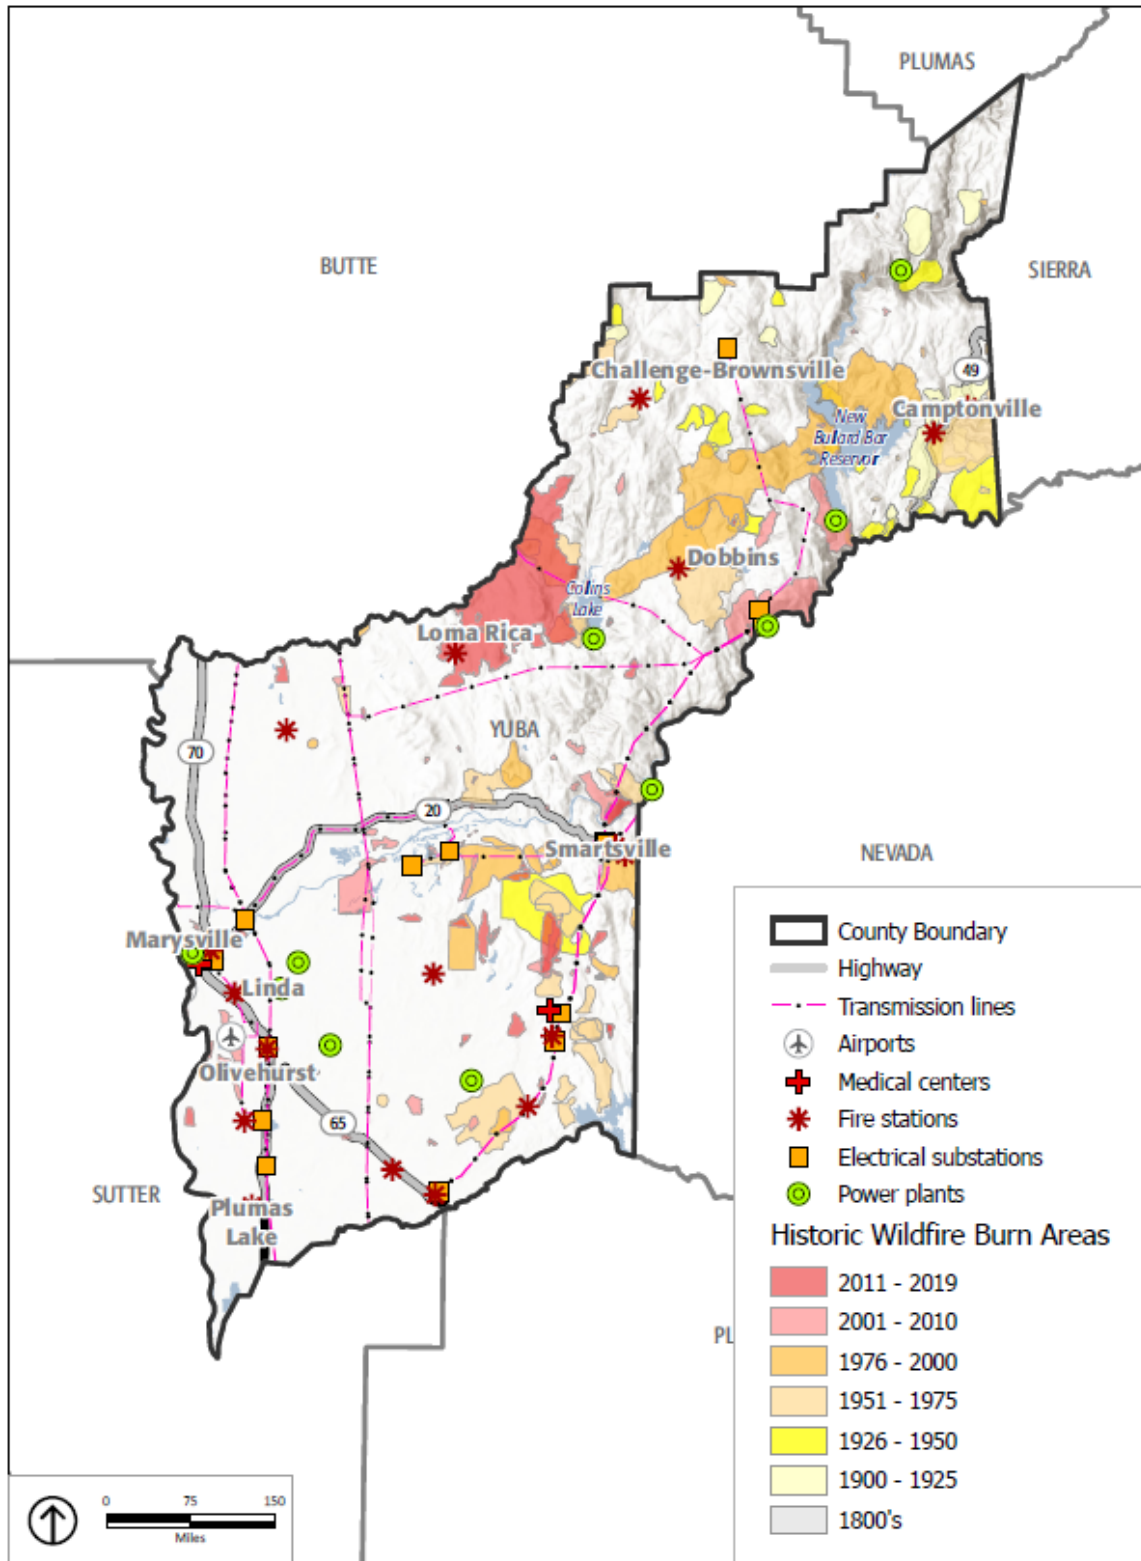 PLUMAS
BUTTE
SIERRA
Challenge-Brownsville
49
Camptonville
New
Bullard Bar
Reservoir
Dobbins
Collins
Lake
Loma Rica
YUBA
70
20
Smartsville
NEVADA
Marysville
Linda
Olivehurst
65
SUTTER
Plumas
Lake
PL
County Boundary
Highway
Transmission lines
Airports
Medical centers
Fire stations
Electrical substations
Power plants
Historic Wildfire Burn Areas
2011 - 2019
2001 - 2010
1976 - 2000
1951 - 1975
1926 - 1950
1900 - 1925
1800's
0 75 150
Miles